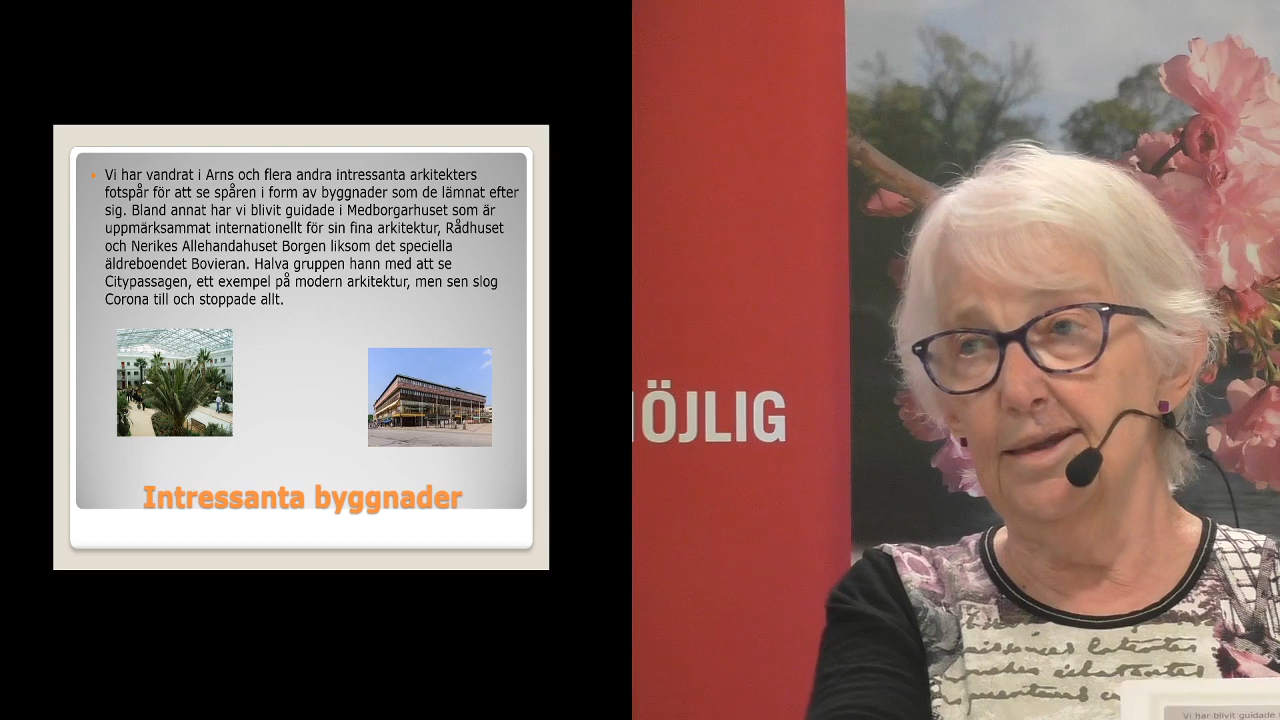 Vi har vandrat i Arns och flera andra intressanta arkitekters
fotspår för att se spåren i form av byggnader som de lämnat efter
sig. Bland annat har vi blivit guidade i Medborgarhuset som är
uppmärksammat internationellt för sin fina arkitektur, Rådhuset
och Nerikes Allehandahuset Borgen liksom det speciella
äldreboendet Bovieran. Halva gruppen hann med att se
Citypassagen, ett exempel på modern arkitektur, men sen slog
Corona till och stoppade allt.
Intressanta byggnader
ÖJLIG
Vi har blivit guidade